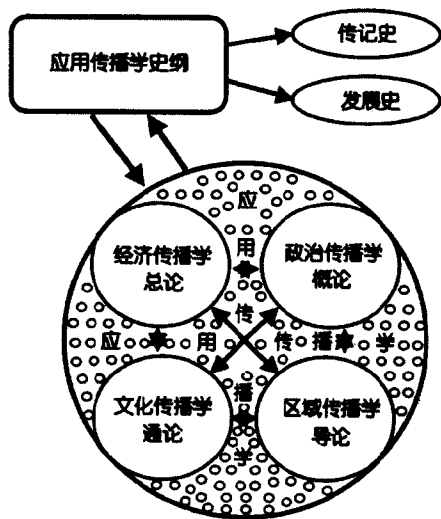 应用传播学史纲
传记史
发展史
应
用
传
播
学
经济传播学
总论
政治传播学
概论
应用传播学
文化传播学
通论
区域传播学
导论